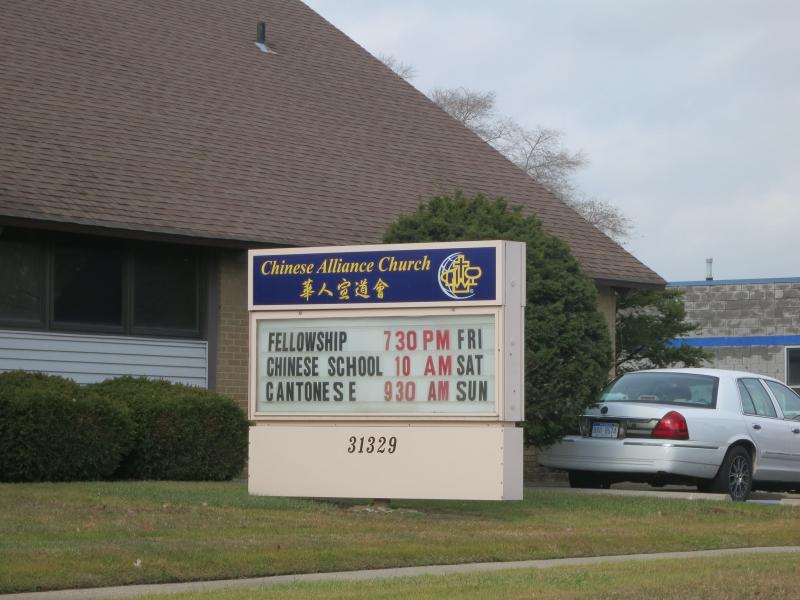 Chinese Alliance Church
華人宣道會
FELLOWSHIP 730 PM FRI
CHINESE SCHOOL 10 AM SAT
CANTONESE 930 AM SUN
31329